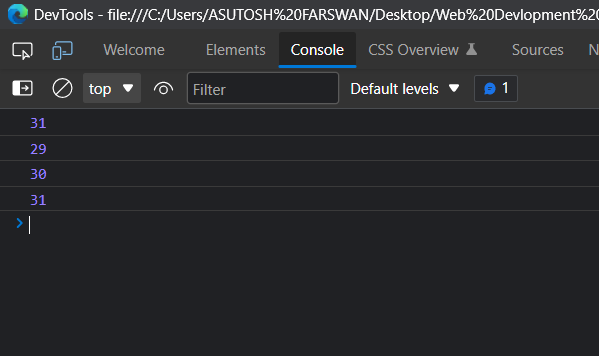 DevTools - file:///C:/Users/ASUTOSH%20FARSWAN/Desktop/Web%20Devlopment%20
Welcome Elements Console CSS Overview Sources N
top Filter Default levels 1
31
29
30
31